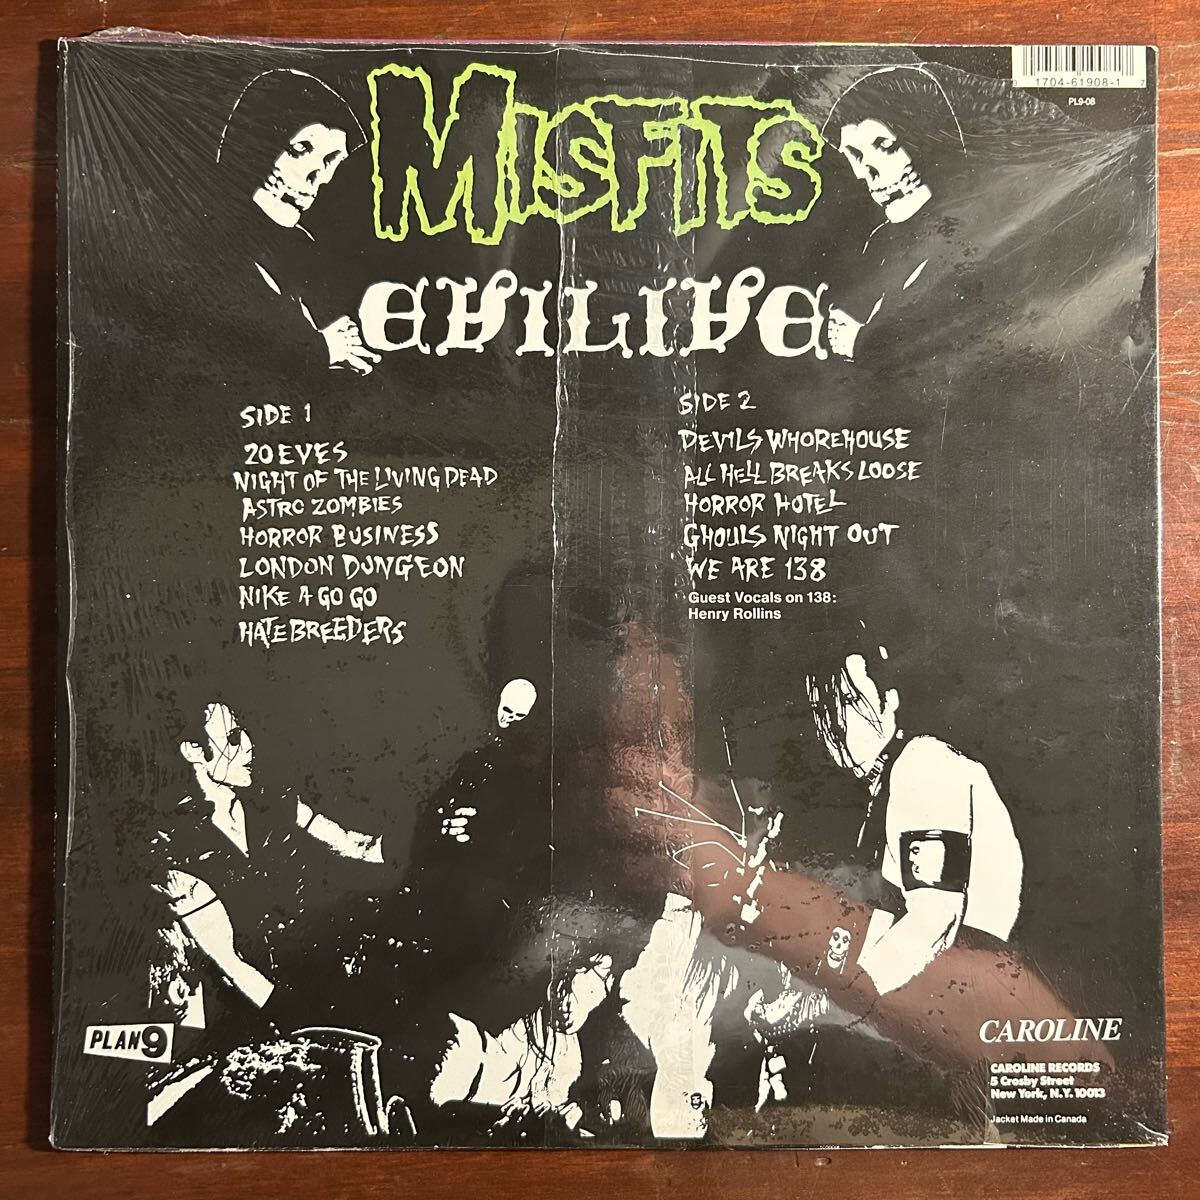 1704-61908-1 7
PL9-08
MISFITS
EVILIVE
SIDE 1
20 EYES
NIGHT OF THE LIVING DEAD
ASTRO ZOMBIES
HORROR BUSINESS
LONDON DUNGEON
NIKE A GO GO
HATEBREEDERS
SIDE 2
DEVILS WHOREHOUSE
ALL HELL BREAKS LOOSE
HORROR HOTEL
GHOULS NIGHT OUT
WE ARE 138
Guest Vocals on 138:
Henry Rollins
PLAN 9
CAROLINE
CAROLINE RECORDS
5 Crosby Street
New York, N.Y. 10013
Jacket Made in Canada